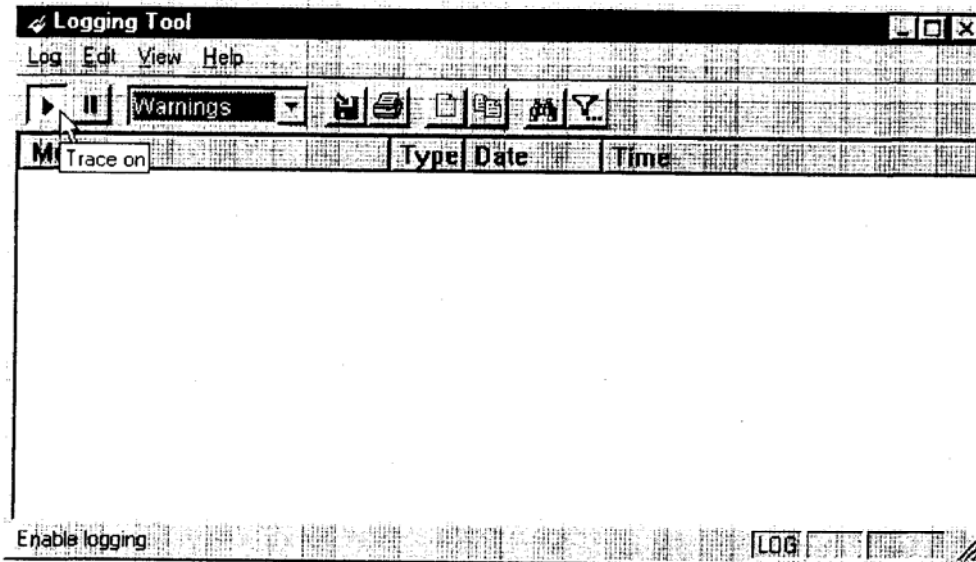 Logging Tool
Log Edit View Help
Warnings
Type Date Time
Trace on
Enable logging
LOG